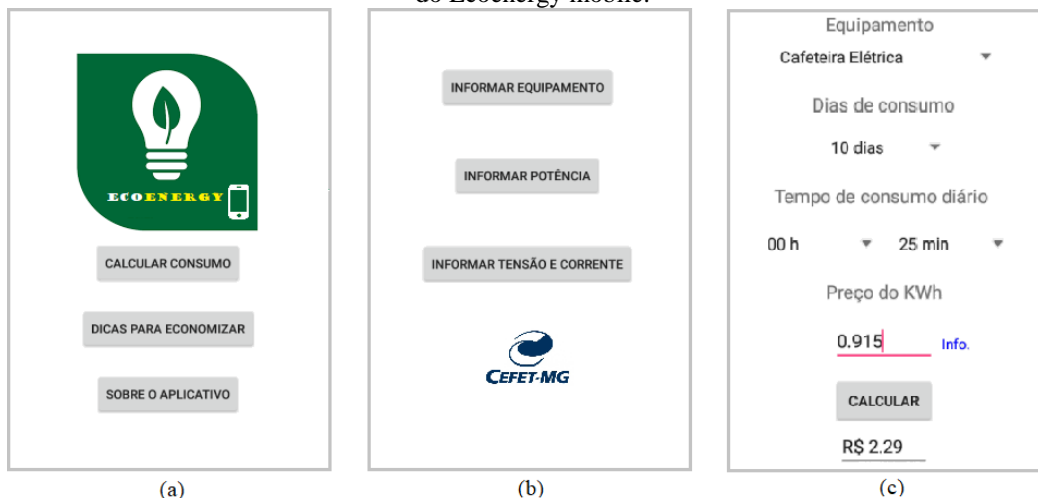 do Ecoenergy mobile.
ECOENERGY
CALCULAR CONSUMO
DICAS PARA ECONOMIZAR
SOBRE O APLICATIVO
(a)
INFORMAR EQUIPAMENTO
INFORMAR POTÊNCIA
INFORMAR TENSÃO E CORRENTE
CEFET-MG
(b)
Equipamento
Cafeteira Elétrica
Dias de consumo
10 dias
Tempo de consumo diário
00 h 25 min
Preço do KWh
0.915 Info.
CALCULAR
R$ 2.29
(c)